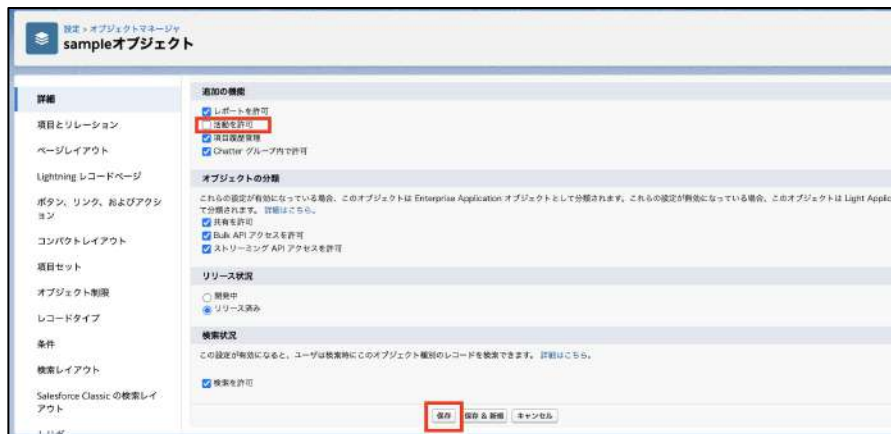 設定 > オブジェクトマネージャ
sampleオブジェクト
詳細
項目とリレーション
ページレイアウト
Lightning レコードページ
ボタン、リンク、およびアクシ
ョン
コンパクトレイアウト
項目セット
オブジェクト制限
レコードタイプ
条件
検索レイアウト
Salesforce Classic の検索レイ
アウト
追加の機能
レポートを許可
活動を許可
項目履歴管理
Chatter グループ内で許可
オブジェクトの分類
これらの設定が有効になっている場合、このオブジェクトは Enterprise Application オブジェクトとして分類されます。これらの設定が無効になっている場合、このオブジェクトは Light Applic
て分類されます。 詳細はこちら。
共有を許可
Bulk API アクセスを許可
ストリーミング API アクセスを許可
リリース状況
開発中
リリース済み
検索状況
この設定が有効になると、ユーザは検索時にこのオブジェクト種別のレコードを検索できます。 詳細はこちら。
検索を許可
保存
保存 & 新規
キャンセル